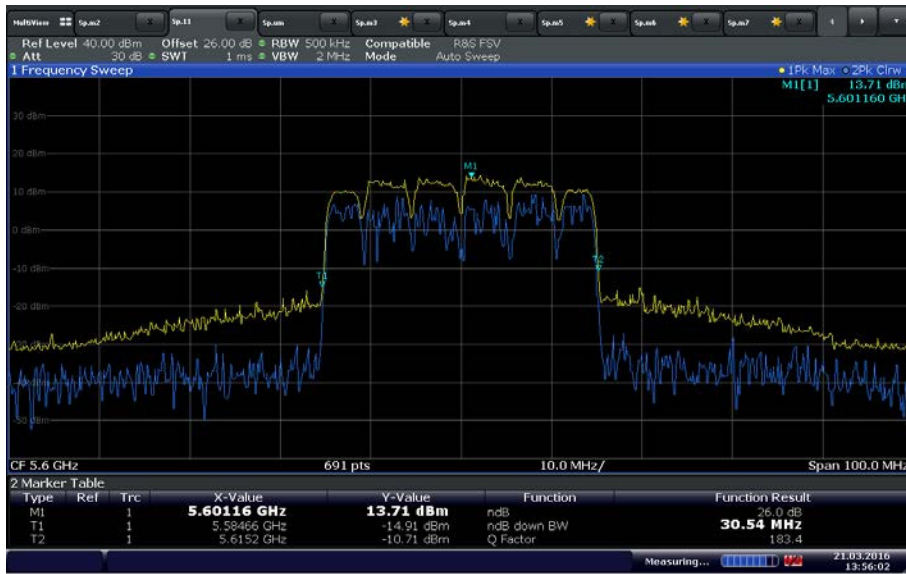 MultiView Sp.m2 x Sp.11 x Sp.um x Sp.m3 x Sp.m4 x Sp.m5 x Sp.m6 x Sp.m7 x 4
Ref Level 40.00 dBm Offset 26.00 dB RBW 500 kHz Compatible R&S FSV
Att 30 dB SWT 1 ms VBW 2 MHz Mode Auto Sweep
1 Frequency Sweep 1Pk Max 2Pk Clrw
M1[1] 13.71 dBm
5.601160 GH
30 dBm
20 dBm
M1
10 dBm
0 dBm
T2
-10 dBm
T1
-20 dBm
-50 dBm
CF 5.6 GHz 691 pts 10.0 MHz/ Span 100.0 MHz
2 Marker Table
Type Ref Trc X-Value Y-Value Function Function Result
M1 1 5.60116 GHz 13.71 dBm ndB 26.0 dB
T1 1 5.58466 GHz -14.91 dBm ndB down BW 30.54 MHz
T2 1 5.6152 GHz -10.71 dBm Q Factor 183.4
Measuring... 21.03.2016
13:56:02